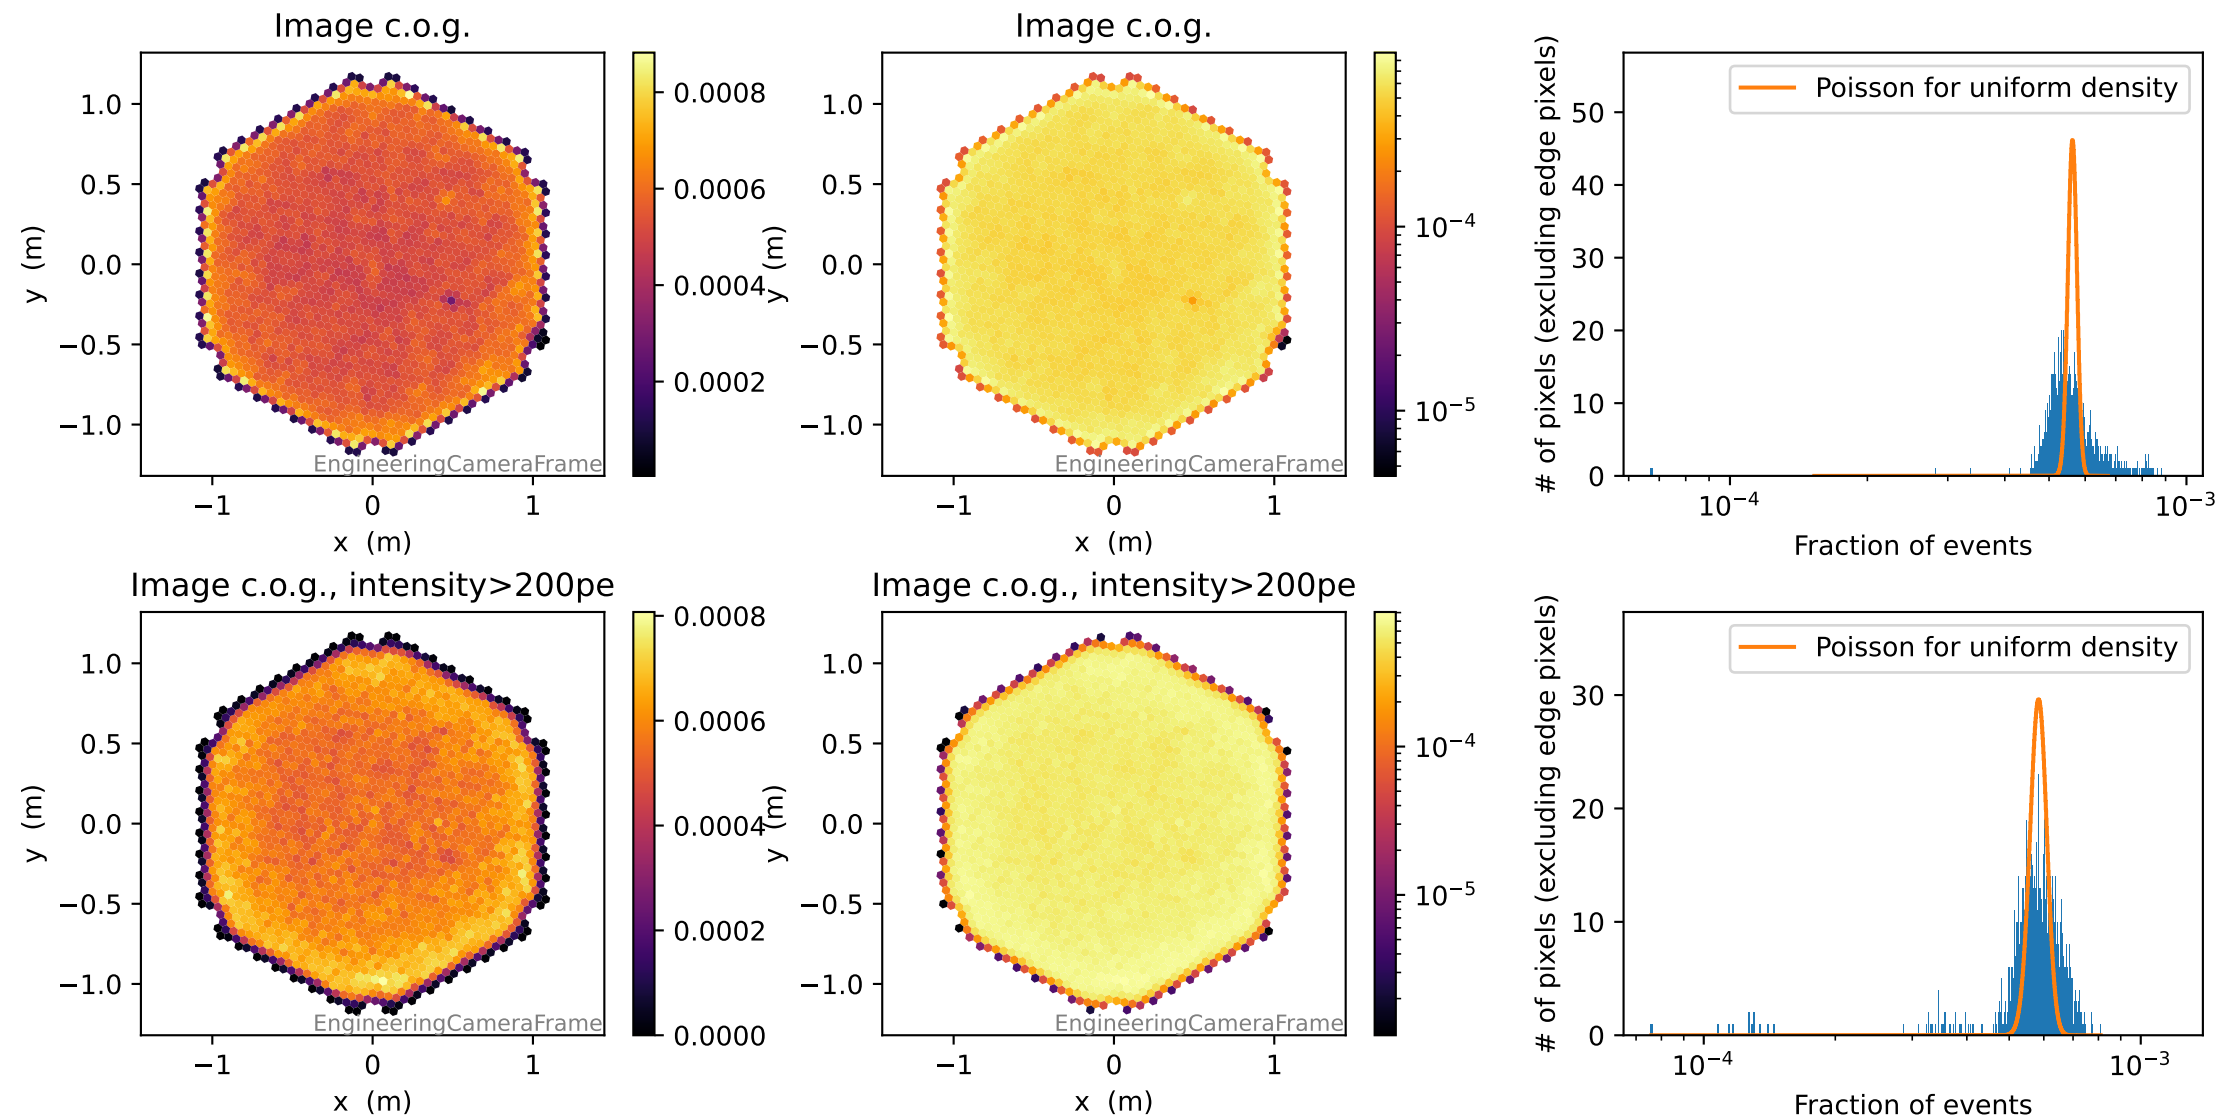 Image c.o.g.
1.0
0.5
0.0
−0.5
−1.0
y (m)
−1
0
1
x (m)
EngineeringCameraFrame
0.0008
0.0006
0.0004
0.0002
Image c.o.g.
1.0
0.5
0.0
−0.5
−1.0
y (m)
−1
0
1
x (m)
EngineeringCameraFrame
10−4
10−5
# of pixels (excluding edge pixels)
50
40
30
20
10
0
Poisson for uniform density
10−4
10−3
Fraction of events
Image c.o.g., intensity>200pe
1.0
0.5
0.0
−0.5
−1.0
y (m)
−1
0
1
x (m)
EngineeringCameraFrame
0.0008
0.0006
0.0004
0.0002
0.0000
Image c.o.g., intensity>200pe
1.0
0.5
0.0
−0.5
−1.0
y (m)
−1
0
1
x (m)
EngineeringCameraFrame
10−4
10−5
# of pixels (excluding edge pixels)
30
20
10
0
Poisson for uniform density
10−4
10−3
Fraction of events